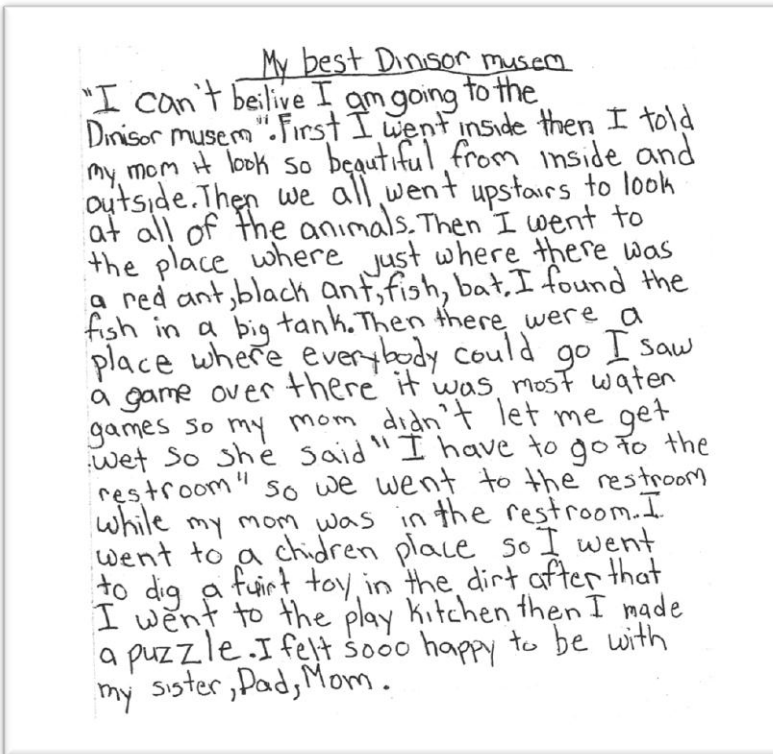 My best Dinisor musem
"I can't beilive I am going to the
Dinisor musem". First I went inside then I told
my mom it look so beautiful from inside and
outside. Then we all went upstairs to look
at all of the animals. Then I went to
the place where just where there was
a red ant, black ant, fish, bat. I found the
fish in a big tank. Then there were a
place where everybody could go I saw
a game over there it was most water
games so my mom didn't let me get
wet so she said "I have to go to the
restroom" so we went to the restroom
while my mom was in the restroom. I
went to a chidren place so I went
to dig a toy in the dirt after that
I went to the play kitchen then I made
a puzzle. I felt sooo happy to be with
my sister, Dad, Mom.